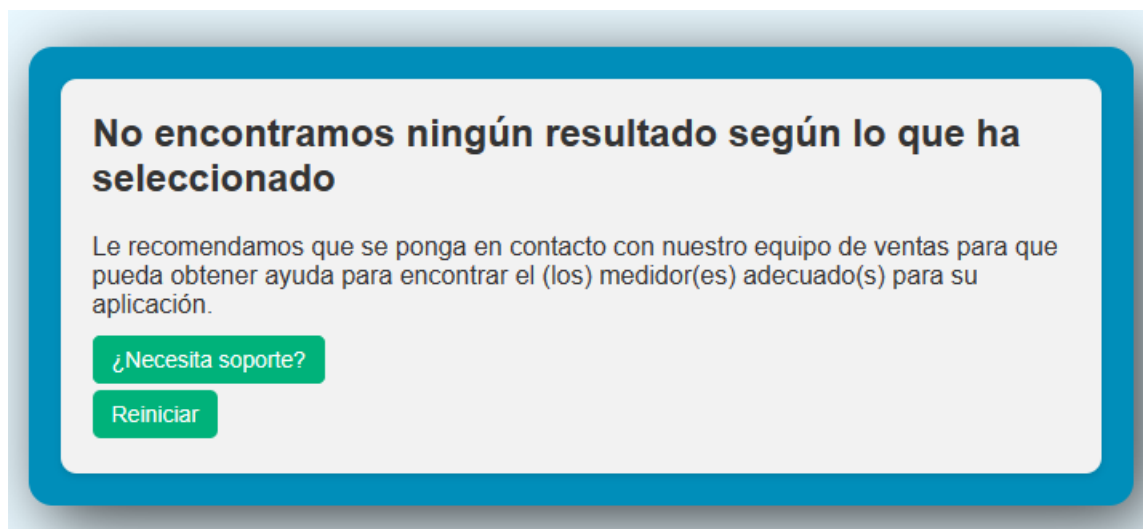 No encontramos ningún resultado según lo que ha
seleccionado
Le recomendamos que se ponga en contacto con nuestro equipo de ventas para que
pueda obtener ayuda para encontrar el (los) medidor(es) adecuado(s) para su
aplicación.
¿Necesita soporte?
Reiniciar